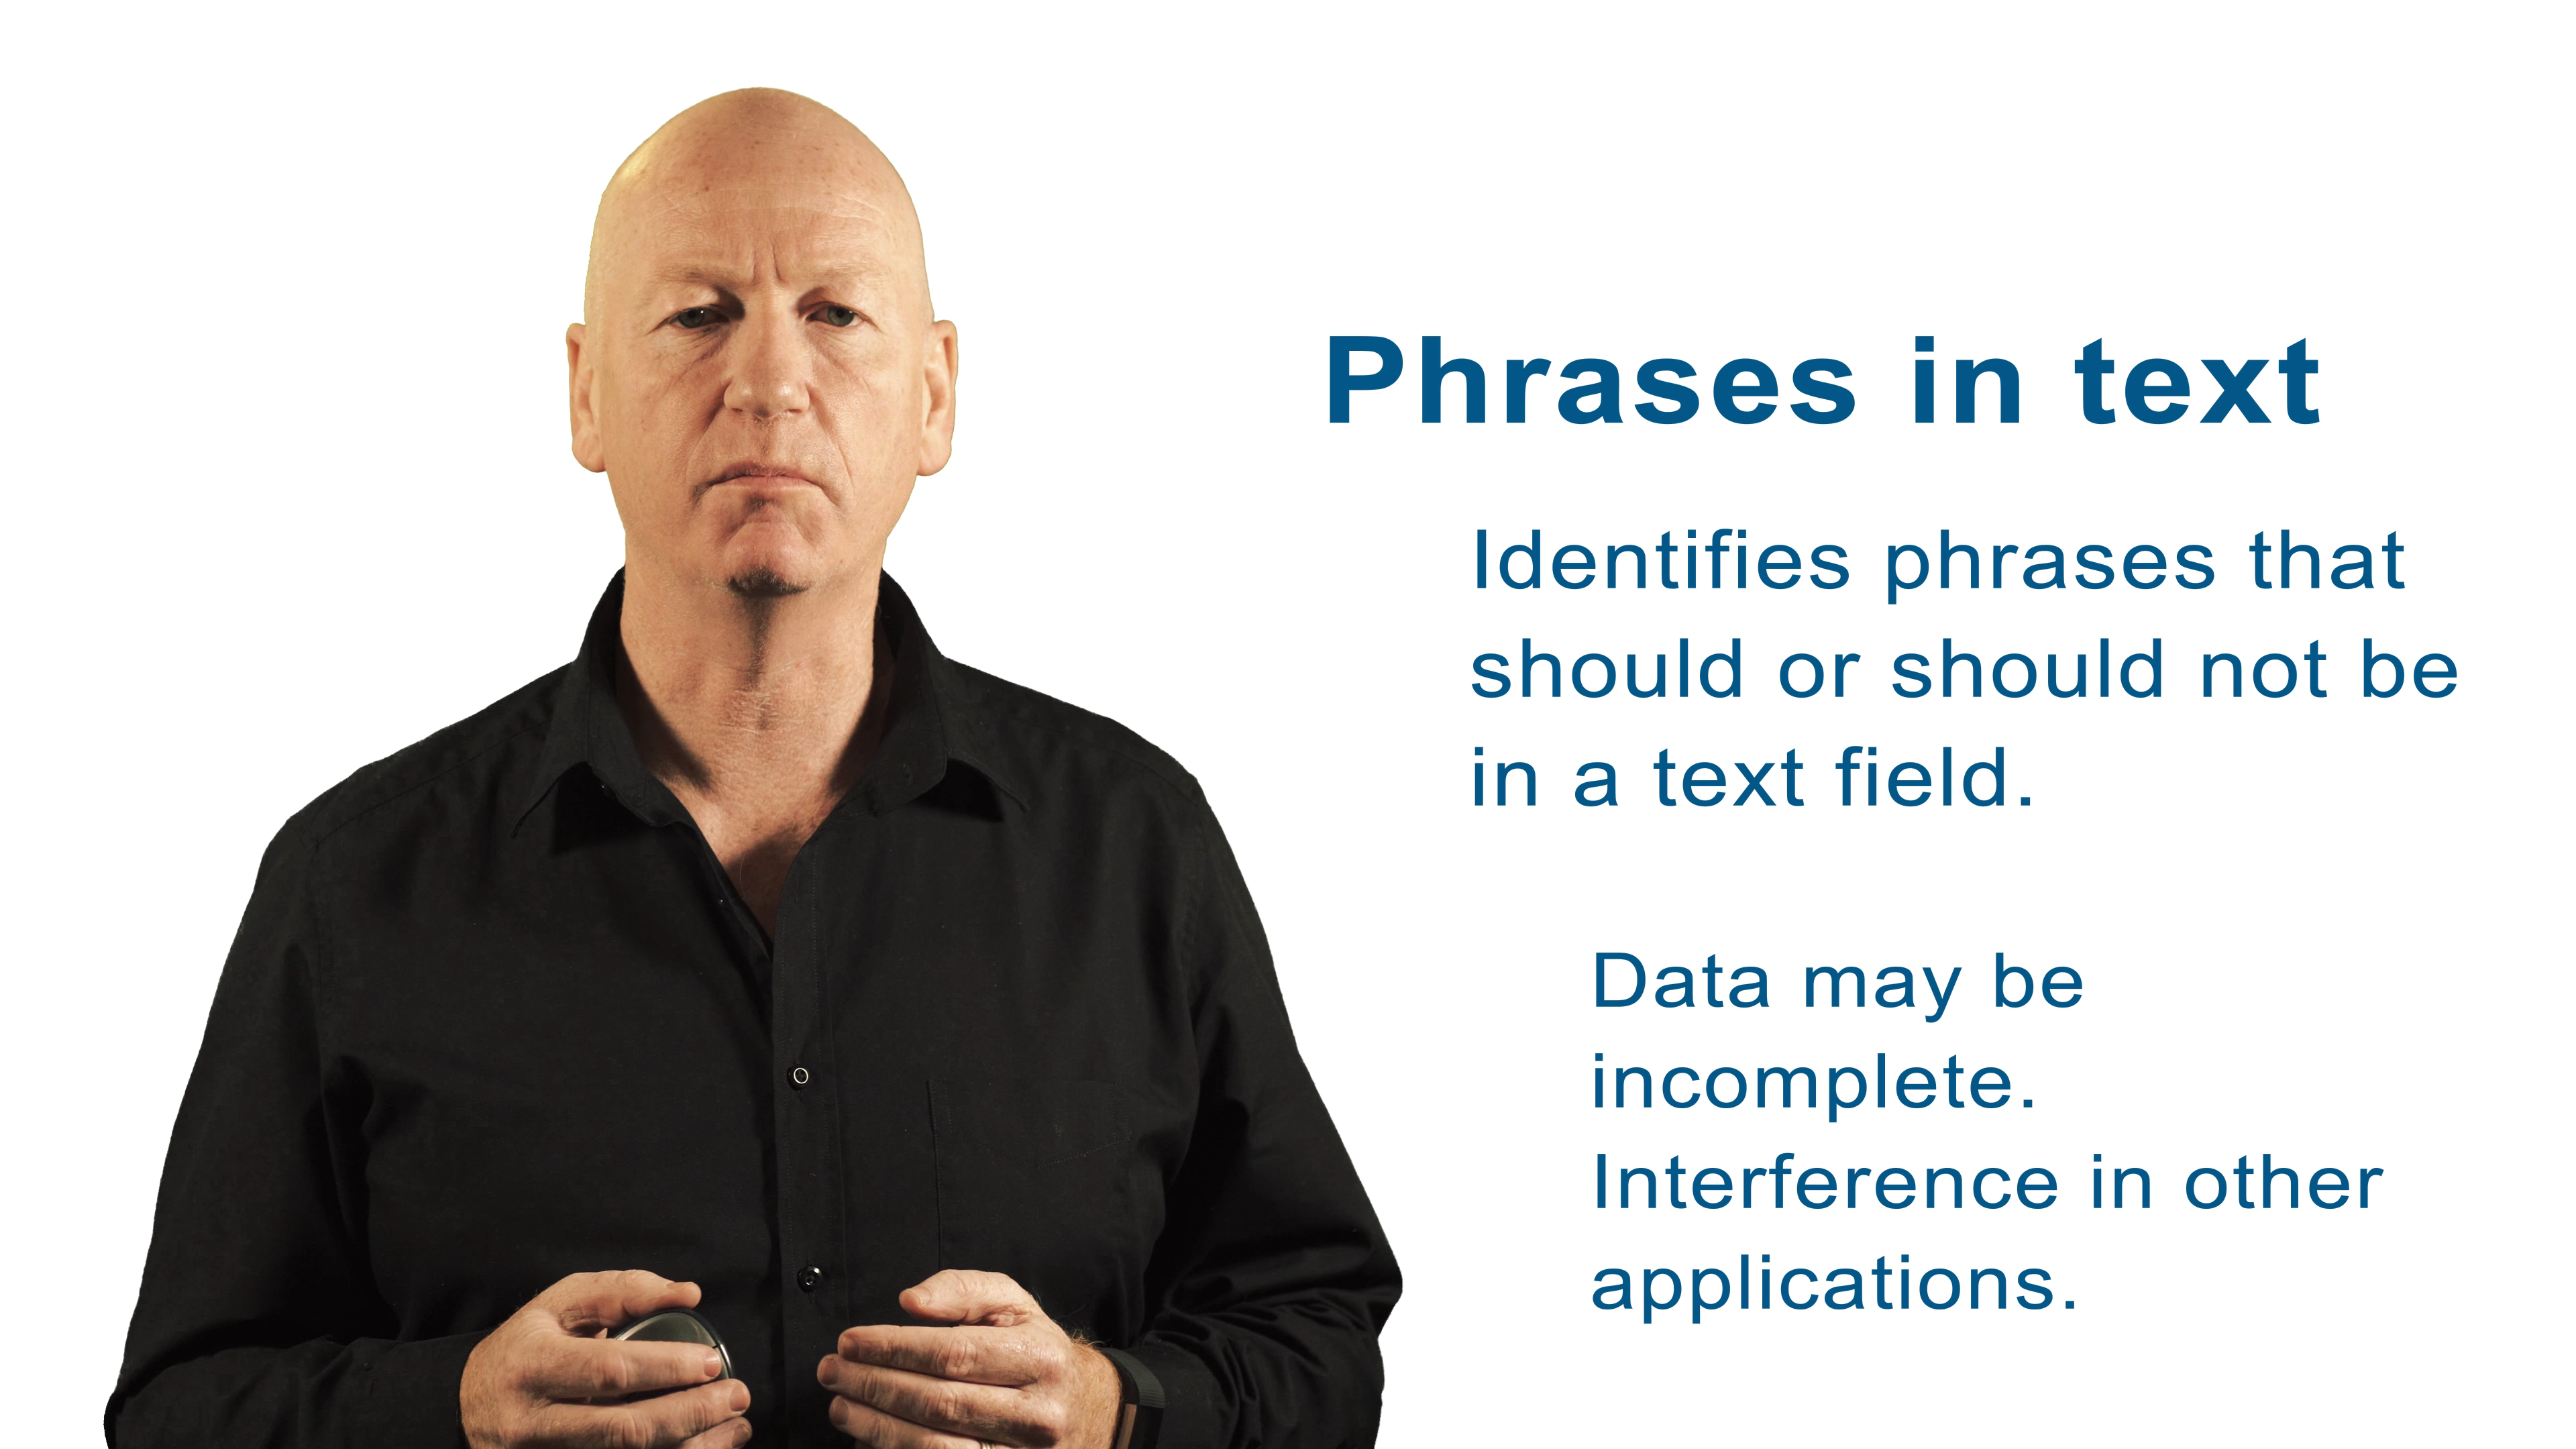 Phrases in text
Identifies phrases that
should or should not be
in a text field.
Data may be
incomplete.
Interference in other
applications.